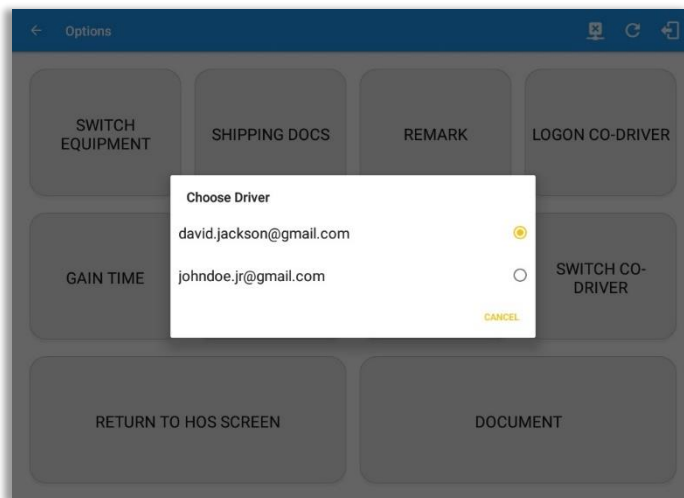 Options
SWITCH
EQUIPMENT
SHIPPING DOCS
REMARK
LOGON CO-DRIVER
Choose Driver
david.jackson@gmail.com
johndoe.jr@gmail.com
CANCEL
GAIN TIME
SWITCH CO-
DRIVER
RETURN TO HOS SCREEN
DOCUMENT